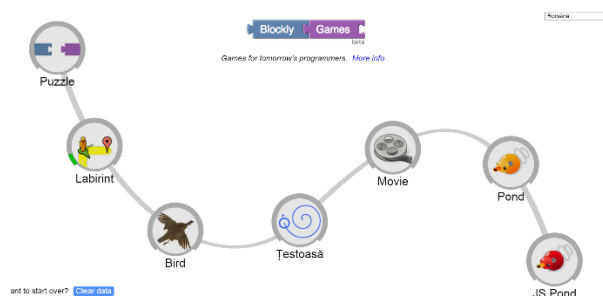 Română
Blockly Games
beta
Games for tomorrow's programmers. More info...
Puzzle
Labirint
Bird
Țestoasă
Movie
Pond
JS Pond
ant to start over? Clear data